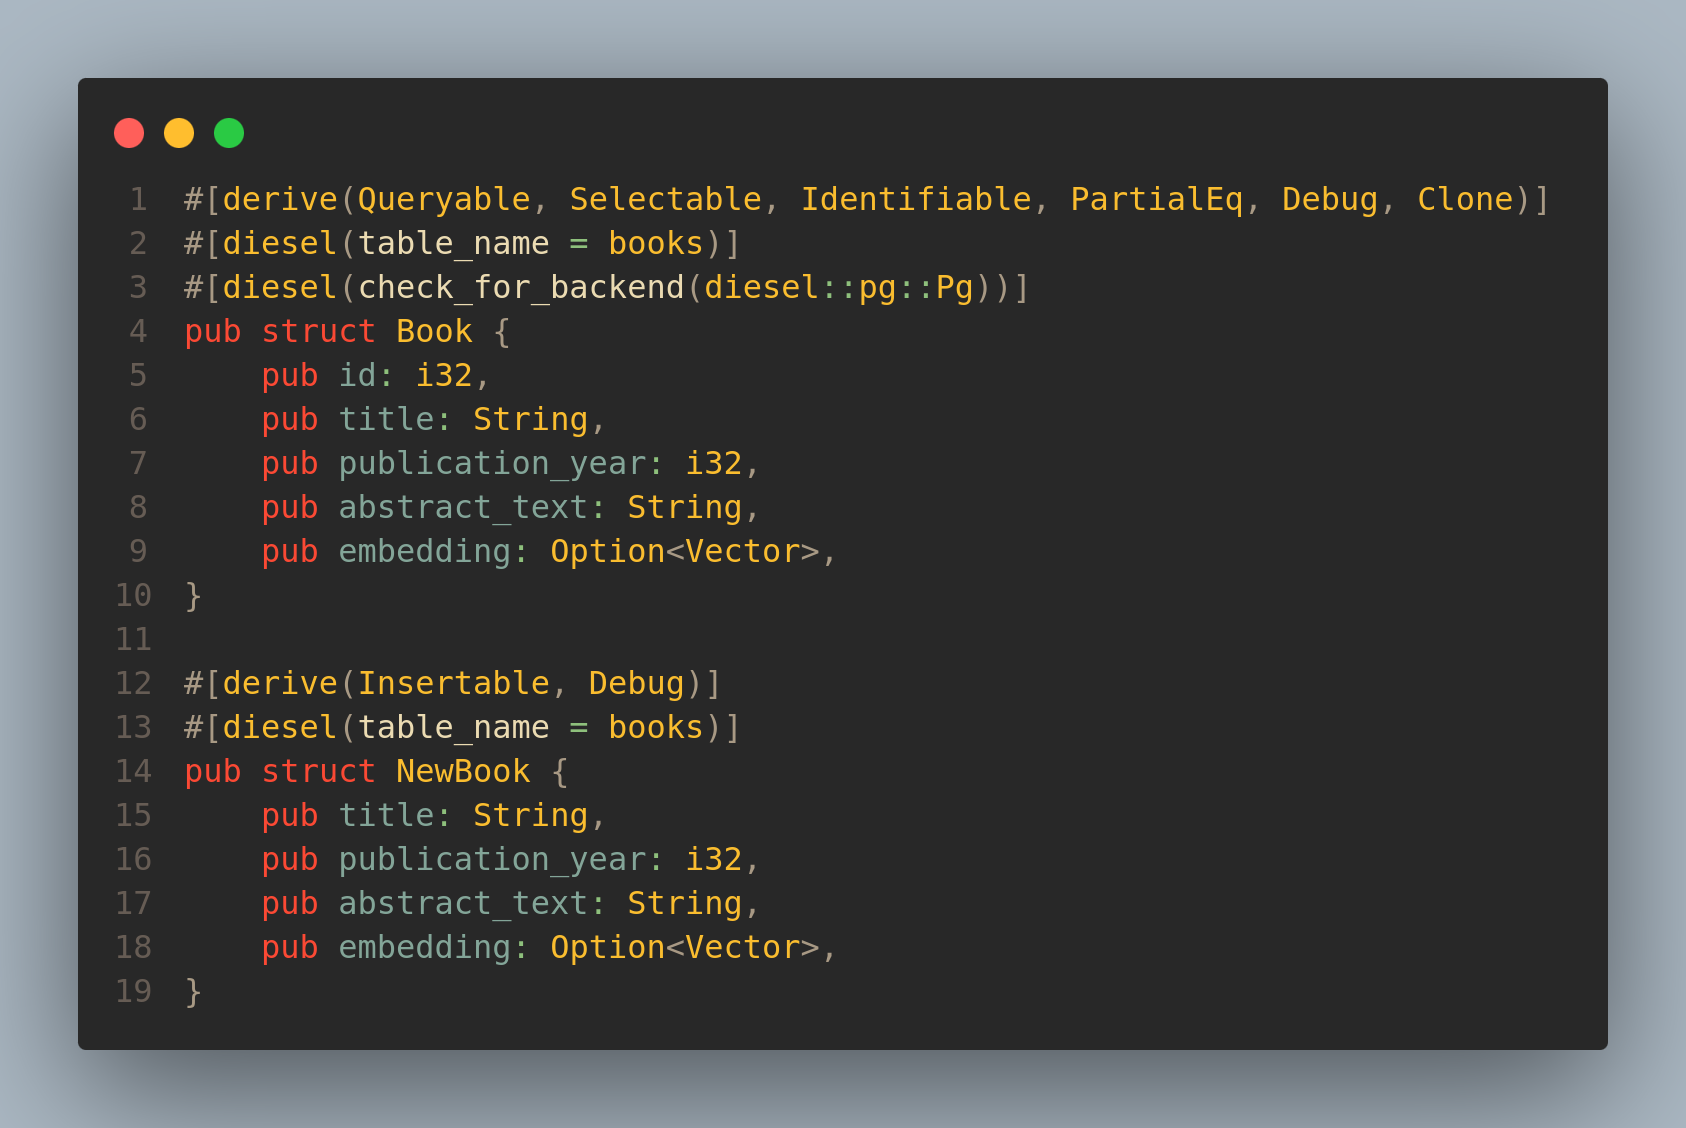 1 #[derive(Queryable, Selectable, Identifiable, PartialEq, Debug, Clone)]
2 #[diesel(table_name = books)]
3 #[diesel(check_for_backend(diesel::pg::Pg))]
4 pub struct Book {
5     pub id: i32,
6     pub title: String,
7     pub publication_year: i32,
8     pub abstract_text: String,
9     pub embedding: Option<Vector>,
10 }
11
12 #[derive(Insertable, Debug)]
13 #[diesel(table_name = books)]
14 pub struct NewBook {
15     pub title: String,
16     pub publication_year: i32,
17     pub abstract_text: String,
18     pub embedding: Option<Vector>,
19 }